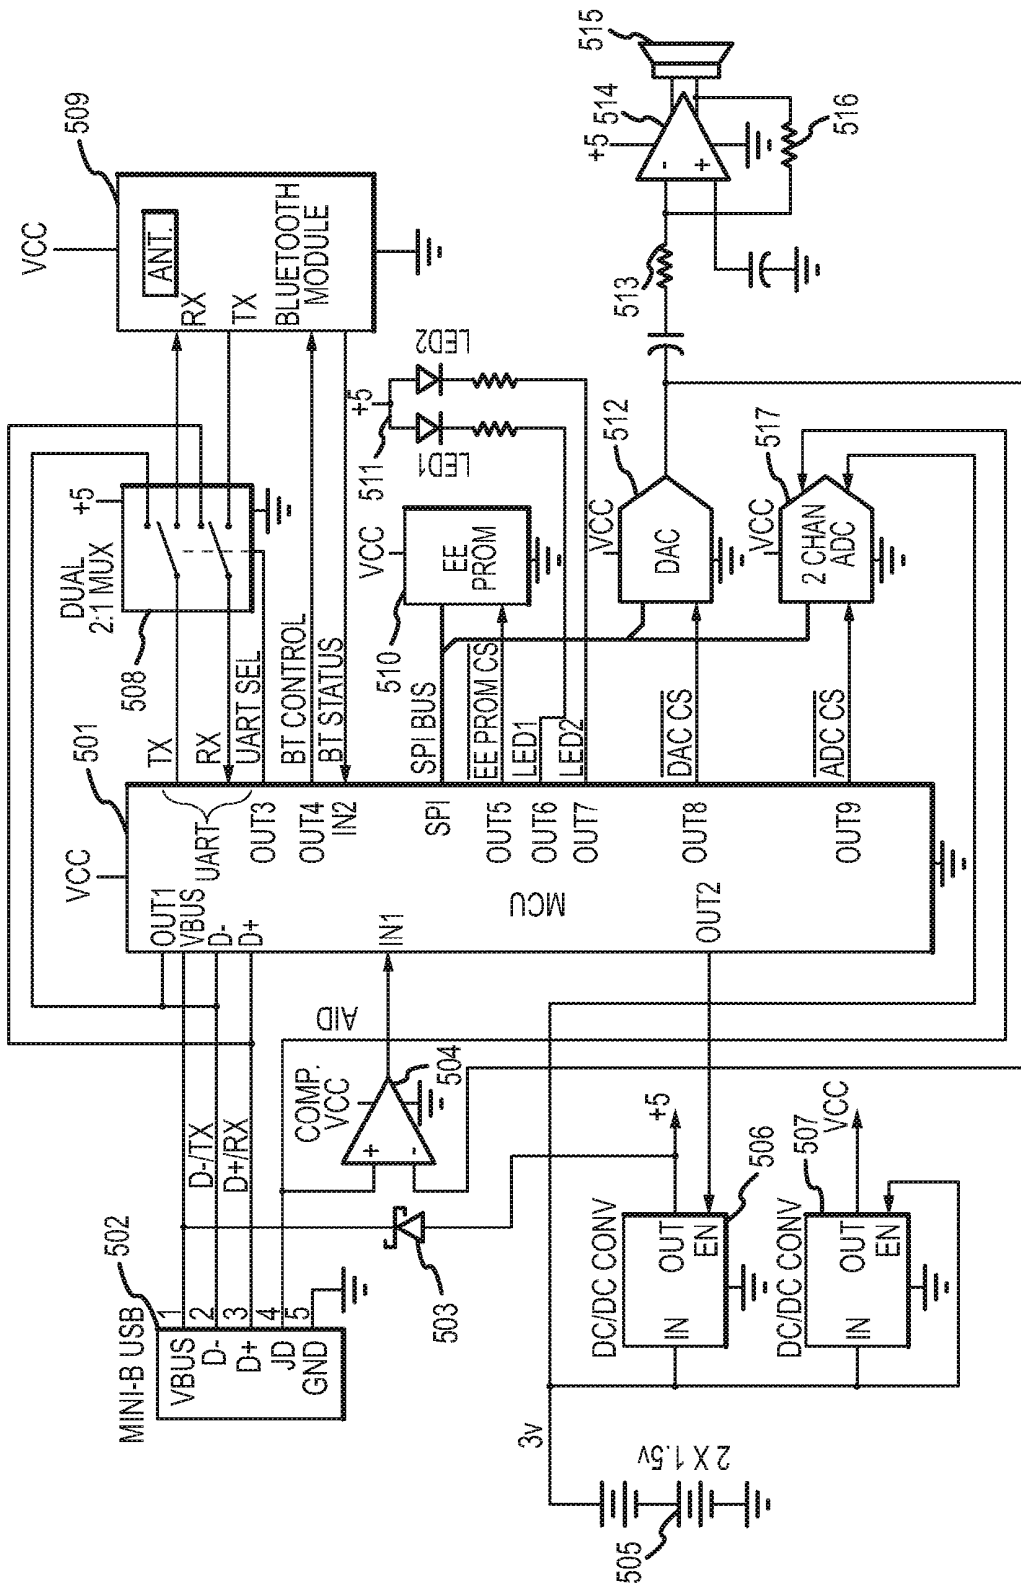 MINI-B USB
502
VBUS 1
D- 2
D+ 3
JD 4
GND 5
D-/TX
D+/RX
503
COMP.
VCC
+
-
504
AID
3v
2 X 1.5v
505
DC/DC CONV
IN
OUT
EN
+5
506
DC/DC CONV
IN
OUT
EN
507
VCC
VCC
501
OUT1
VBUS
D-
D+
UART
IN1
MCU
OUT2
OUT3
OUT4
IN2
SPI
OUT5
OUT6
OUT7
OUT8
OUT9
TX
RX
UART SEL
BT CONTROL
BT STATUS
SPI BUS
EE PROM CS
LED1
LED2
DAC CS
ADC CS
508
DUAL
2:1 MUX
+5
VCC
509
ANT.
RX
TX
BLUETOOTH
MODULE
510
VCC
EE
PROM
511
+5
LED1
LED2
VCC
512
DAC
VCC
517
2 CHAN
ADC
513
+5
514
-
+
515
516